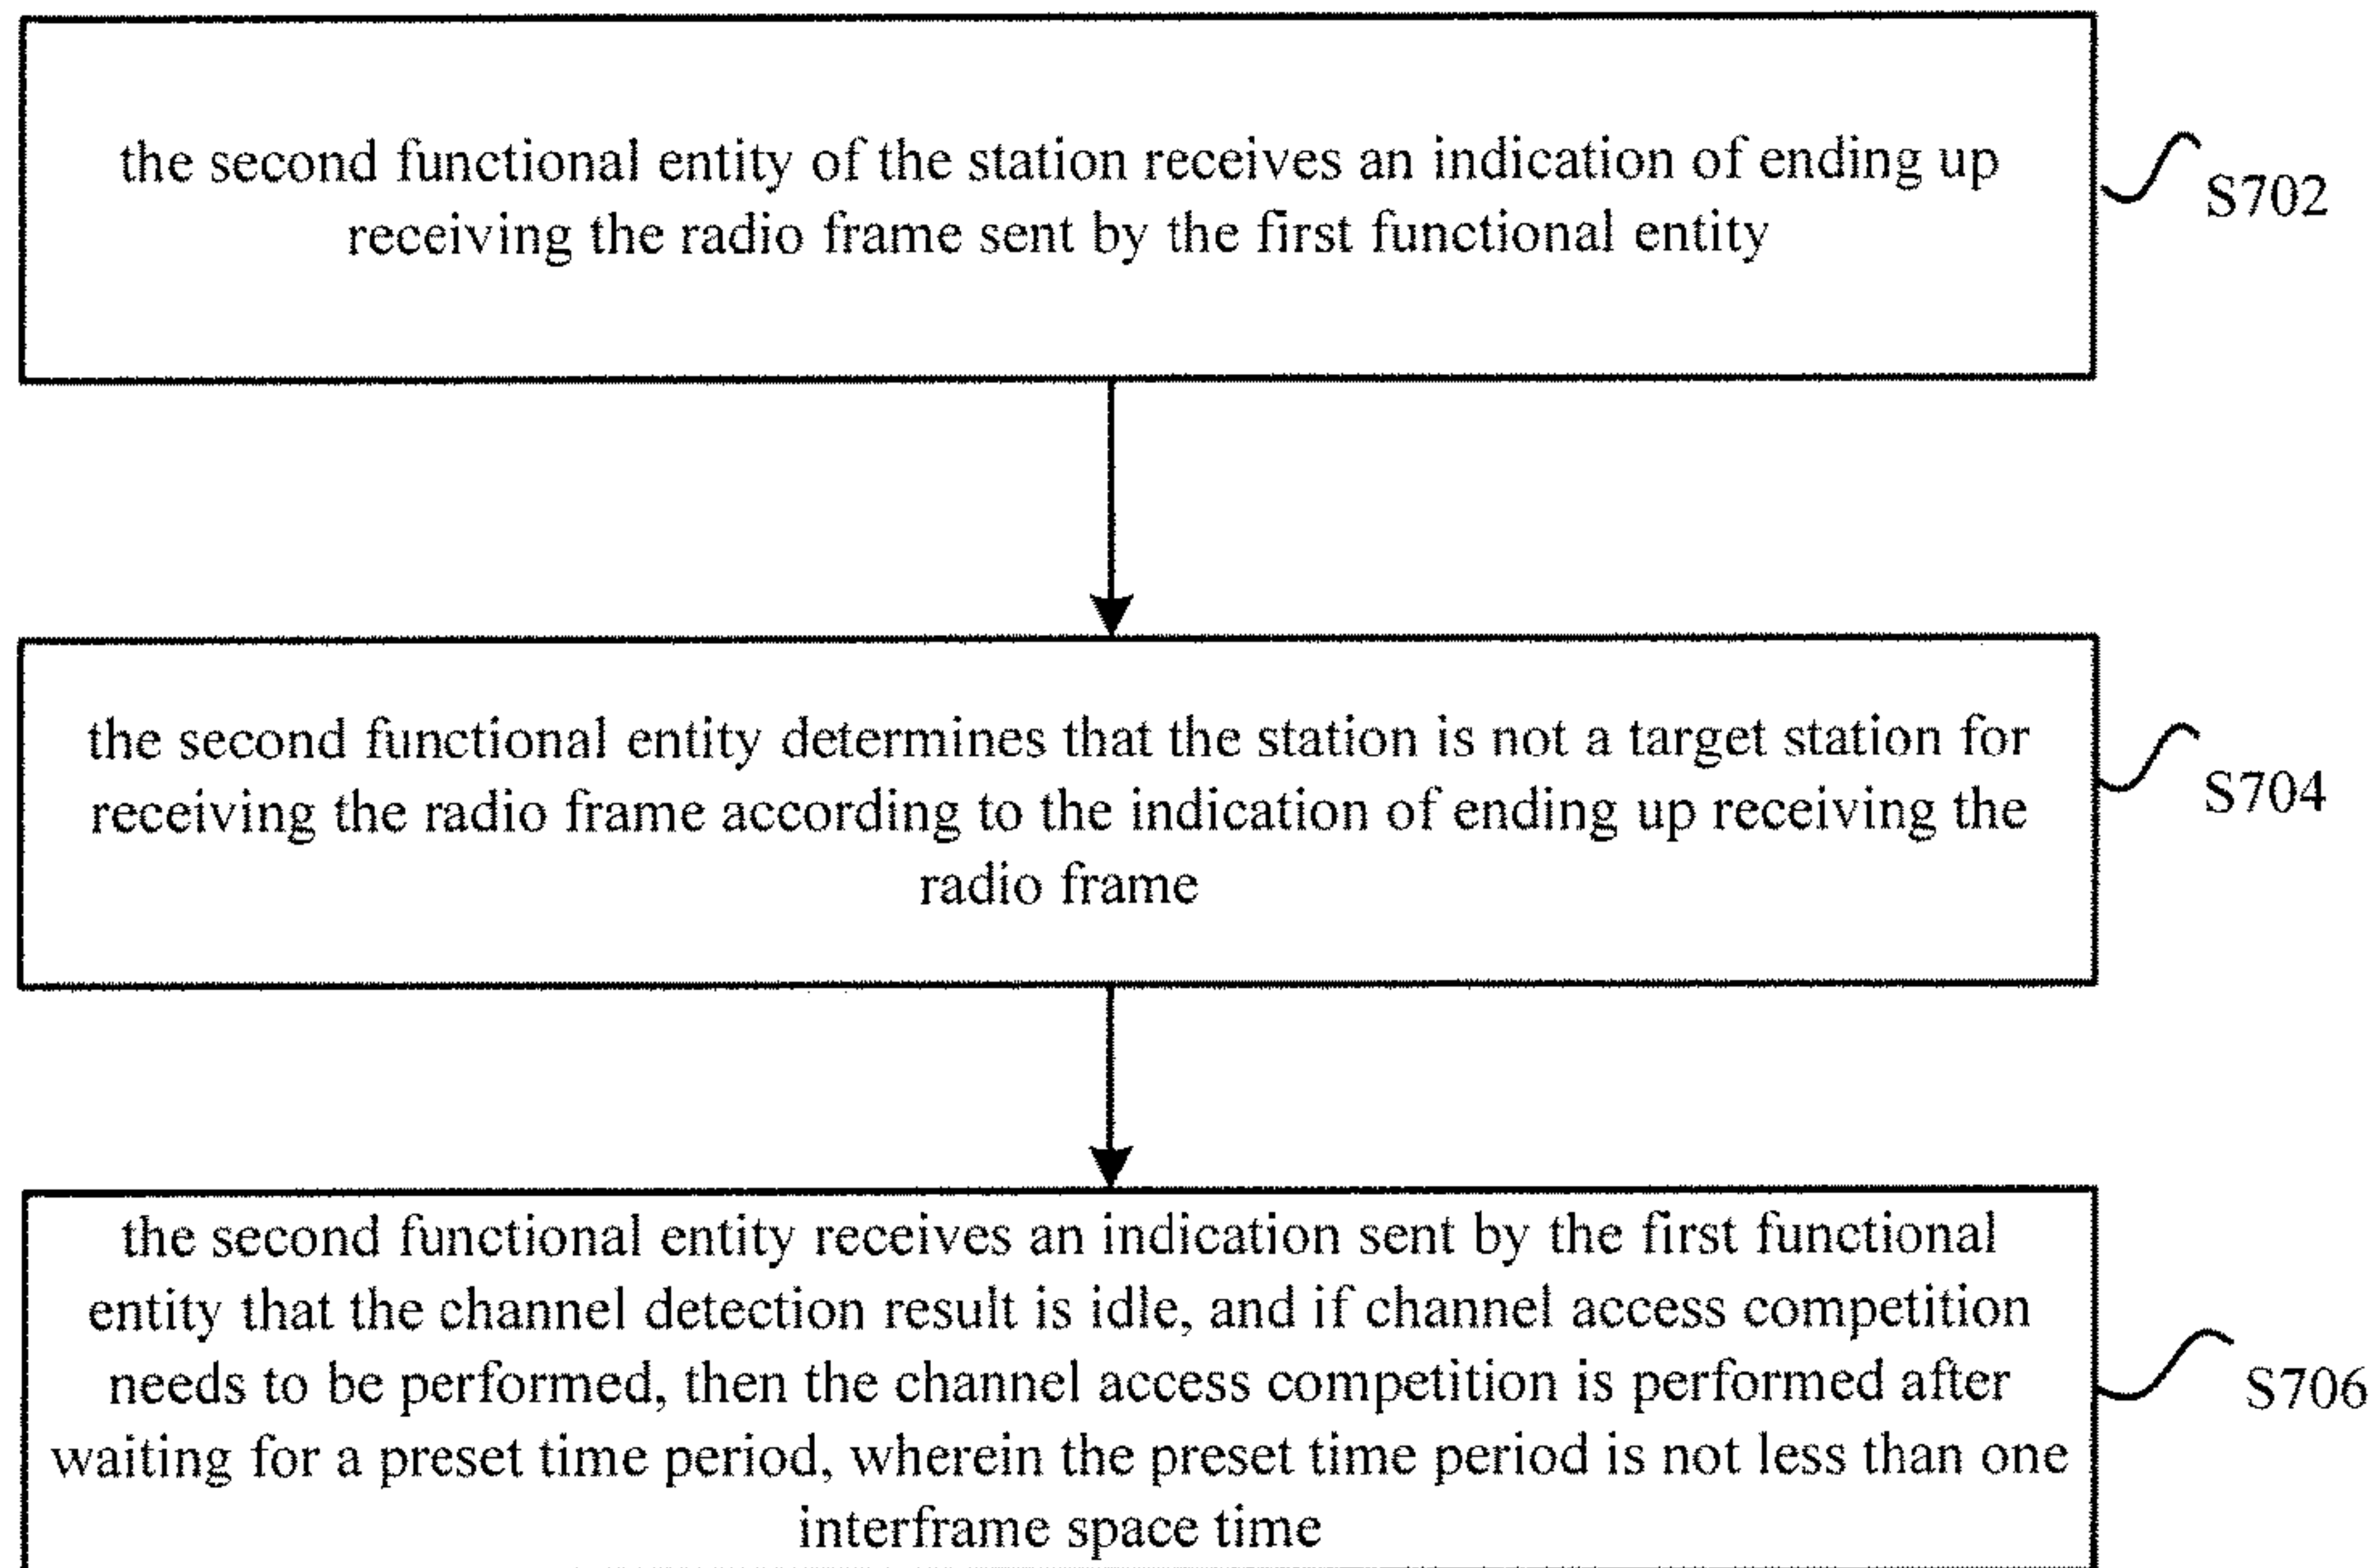 the second functional entity of the station receives an indication of ending up
receiving the radio frame sent by the first functional entity
S702
the second functional entity determines that the station is not a target station for
receiving the radio frame according to the indication of ending up receiving the
radio frame
S704
the second functional entity receives an indication sent by the first functional
entity that the channel detection result is idle, and if channel access competition
needs to be performed, then the channel access competition is performed after
waiting for a preset time period, wherein the preset time period is not less than one
interframe space time
S706